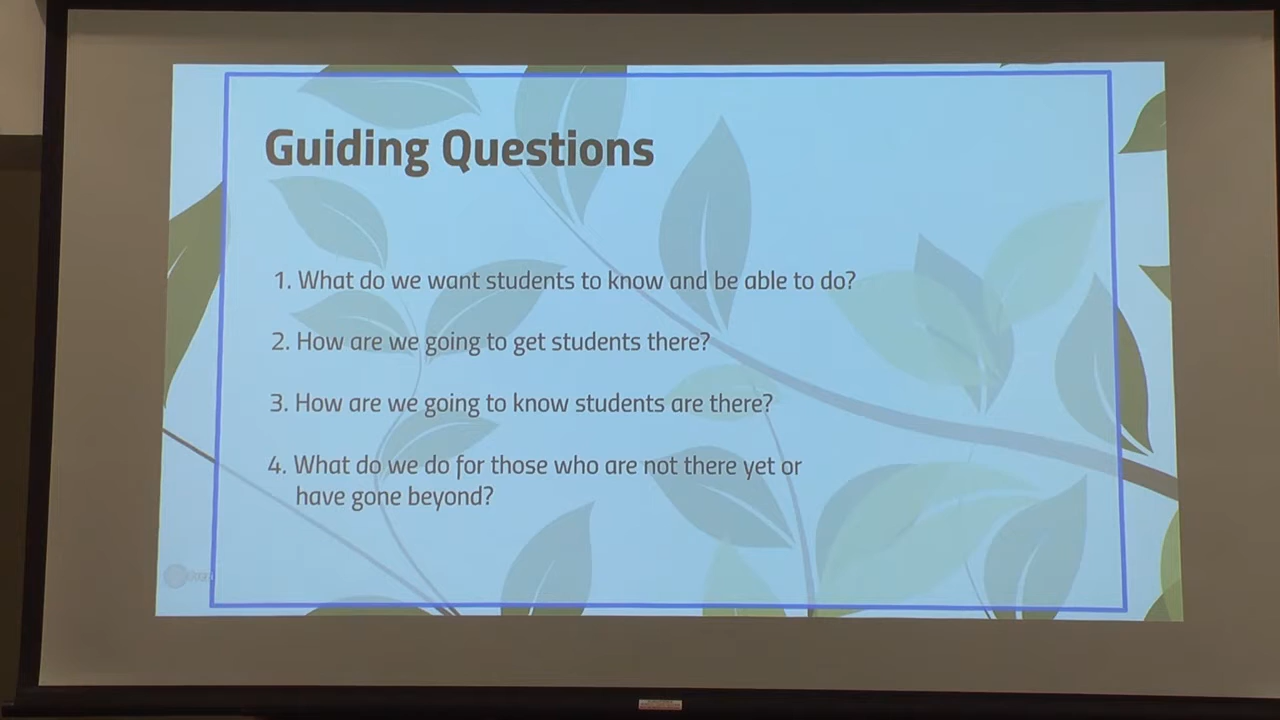 Guiding Questions
1. What do we want students to know and be able to do?
2. How are we going to get students there?
3. How are we going to know students are there?
4. What do we do for those who are not there yet or
have gone beyond?